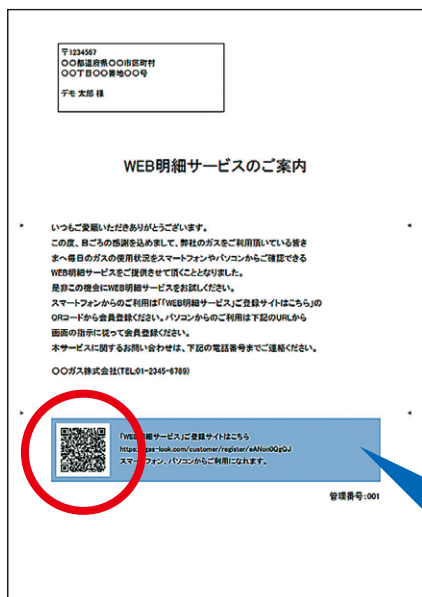 〒1234567
〇〇都道府県〇〇市区町村
〇〇丁目〇〇番地〇〇号
デモ 太郎 様
WEB明細サービスのご案内
いつもご愛顧いただきありがとうございます。
この度、日ごろの感謝を込めまして、弊社のガスをご利用頂いている皆さ
まへ毎日のガスの使用状況をスマートフォンやパソコンからご確認できる
WEB明細サービスをご提供させて頂くこととなりました。
是非この機会にWEB明細サービスをお試しください。
スマートフォンからのご利用は「「WEB明細サービス」ご登録サイトはこちら」の
QRコードから会員登録ください。パソコンからのご利用は下記のURLから
画面の指示に従って会員登録ください。
本サービスに関するお問い合わせは、下記の電話番号までご連絡ください。
〇〇ガス株式会社(TEL:01-2345-6789)
「WEB明細サービス」ご登録サイトはこちら
スマートフォン、パソコンからご利用になれます。
管理番号:001